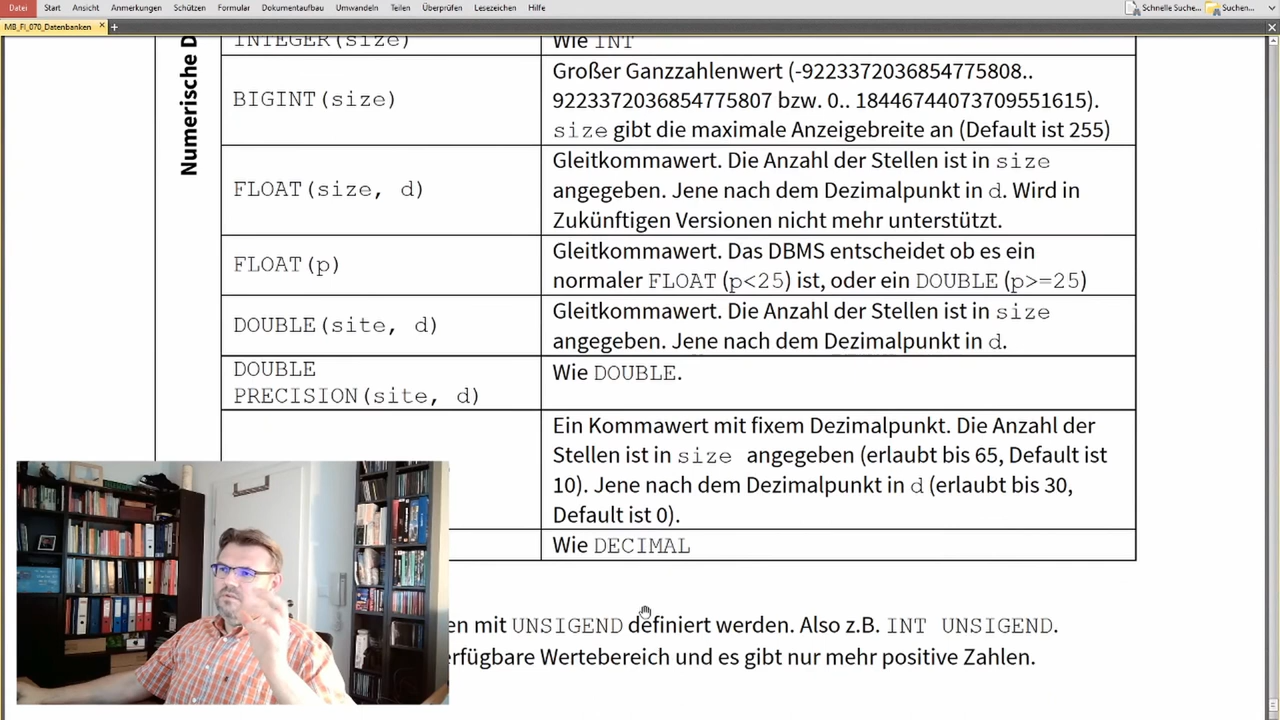 Datei Start Ansicht Anmerkungen Schützen Formular Dokumentaufbau Umwandeln Teilen Überprüfen Lesezeichen Hilfe Schnelle Suche... Suchen...
MB_FI_070_Datenbanken
Numerische D
INTEGER(size) Wie INT
BIGINT(size) Großer Ganzzahlenwert (-9223372036854775808..
9223372036854775807 bzw. 0.. 18446744073709551615).
size gibt die maximale Anzeigebreite an (Default ist 255)
FLOAT(size, d) Gleitkommawert. Die Anzahl der Stellen ist in size
angegeben. Jene nach dem Dezimalpunkt in d. Wird in
Zukünftigen Versionen nicht mehr unterstützt.
FLOAT(p) Gleitkommawert. Das DBMS entscheidet ob es ein
normaler FLOAT (p<25) ist, oder ein DOUBLE (p>=25)
DOUBLE(site, d) Gleitkommawert. Die Anzahl der Stellen ist in size
angegeben. Jene nach dem Dezimalpunkt in d.
DOUBLE
PRECISION(site, d) Wie DOUBLE.
Ein Kommawert mit fixem Dezimalpunkt. Die Anzahl der
Stellen ist in size angegeben (erlaubt bis 65, Default ist
10). Jene nach dem Dezimalpunkt in d (erlaubt bis 30,
Default ist 0).
Wie DECIMAL
en mit UNSIGEND definiert werden. Also z.B. INT UNSIGEND.
erfügbare Wertebereich und es gibt nur mehr positive Zahlen.